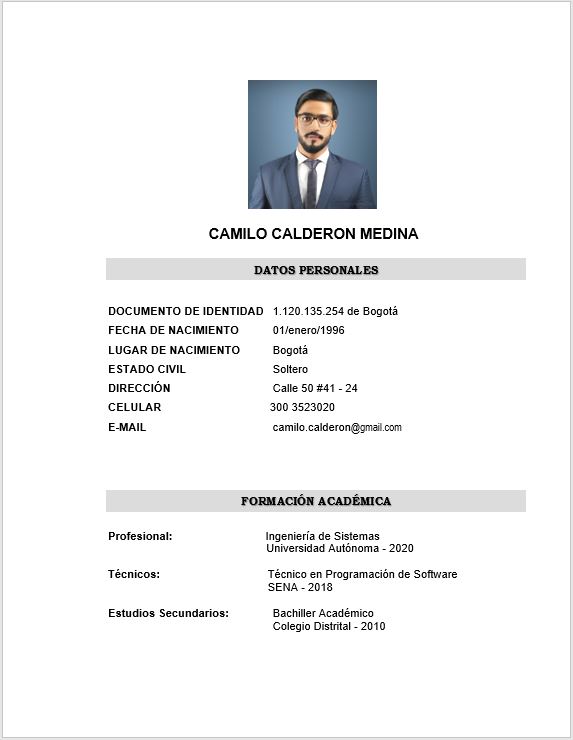 CAMILO CALDERON MEDINA
DATOS PERSONALES
DOCUMENTO DE IDENTIDAD 1.120.135.254 de Bogotá
FECHA DE NACIMIENTO 01/enero/1996
LUGAR DE NACIMIENTO Bogotá
ESTADO CIVIL Soltero
DIRECCIÓN Calle 50 #41 - 24
CELULAR 300 3523020
E-MAIL camilo.calderon@gmail.com
FORMACIÓN ACADÉMICA
Profesional: Ingeniería de Sistemas
Universidad Autónoma - 2020
Técnicos: Técnico en Programación de Software
SENA - 2018
Estudios Secundarios: Bachiller Académico
Colegio Distrital - 2010